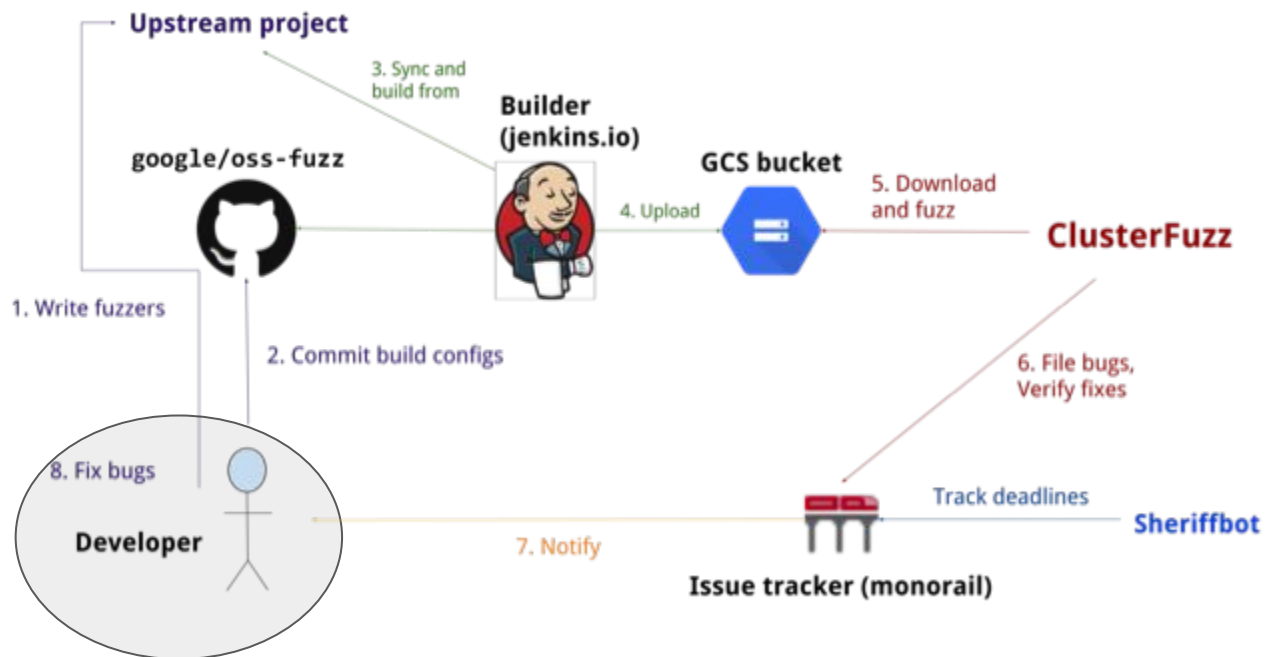 Upstream project
3. Sync and
build from
Builder
(jenkins.io)
google/oss-fuzz
GCS bucket
4. Upload
5. Download
and fuzz
ClusterFuzz
1. Write fuzzers
2. Commit build configs
6. File bugs,
Verify fixes
8. Fix bugs
Developer
7. Notify
Track deadlines
Sheriffbot
Issue tracker (monorail)